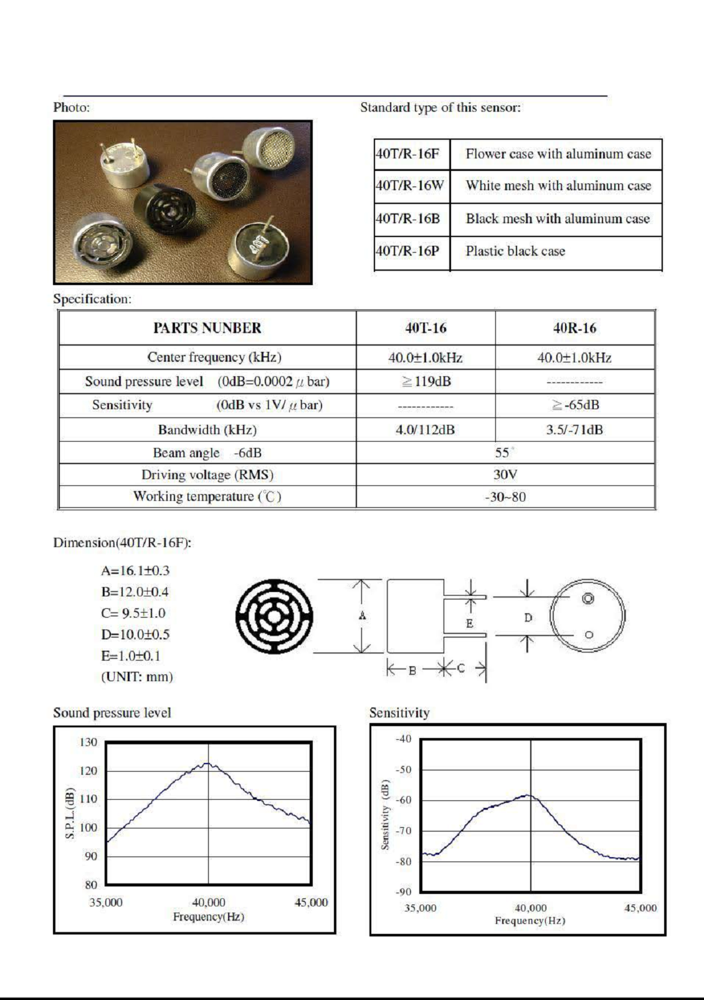 Photo:
Standard type of this sensor:
40T
40T/R-16F Flower case with aluminum case
40T/R-16W White mesh with aluminum case
40T/R-16B Black mesh with aluminum case
40T/R-16P Plastic black case
Specification:
PARTS NUNBER 40T-16 40R-16
Center frequency (kHz) 40.0±1.0kHz 40.0±1.0kHz
Sound pressure level (0dB=0.0002 μ bar) ≧119dB ------------
Sensitivity (0dB vs 1V/ μ bar) ------------ ≧-65dB
Bandwidth (kHz) 4.0/112dB 3.5/-71dB
Beam angle -6dB 55°
Driving voltage (RMS) 30V
Working temperature (℃) -30~80
Dimension(40T/R-16F):
A=16.1±0.3
B=12.0±0.4
C= 9.5±1.0
D=10.0±0.5
E=1.0±0.1
(UNIT: mm)
A
E
D
B
C
Sound pressure level
130
120
110
100
90
80
S.P.L.(dB)
35,000 40,000 45,000
Frequency(Hz)
Sensitivity
-40
-50
-60
-70
-80
-90
Sensitivity (dB)
35,000 40,000 45,000
Frequency(Hz)